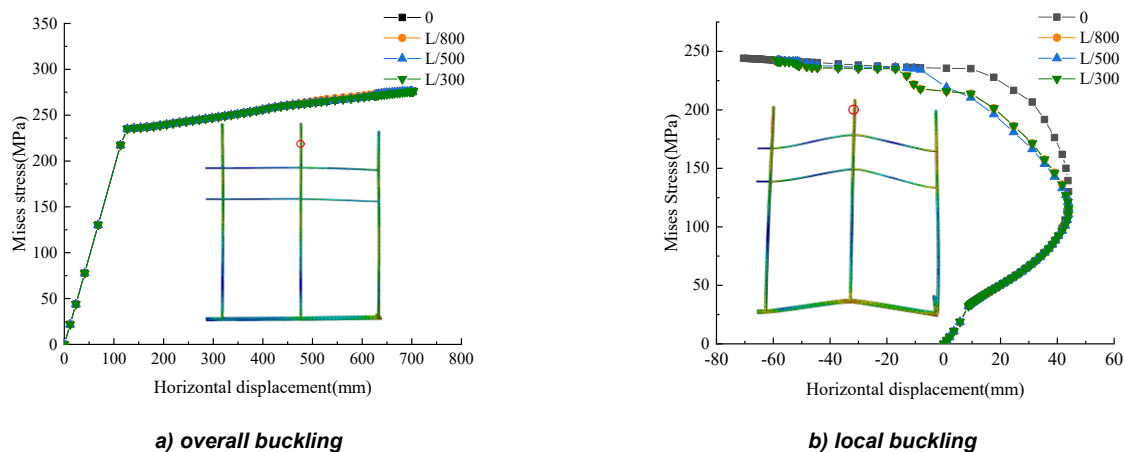 350
300
250
200
150
100
50
0
Mises stress(MPa)
0
L/800
L/500
L/300
0 100 200 300 400 500 600 700 800
Horizontal displacement(mm)
a) overall buckling
250
200
150
100
50
0
Mises Stress(MPa)
0
L/800
L/500
L/300
-80 -60 -40 -20 0 20 40 60
Horizontal displacement(mm)
b) local buckling